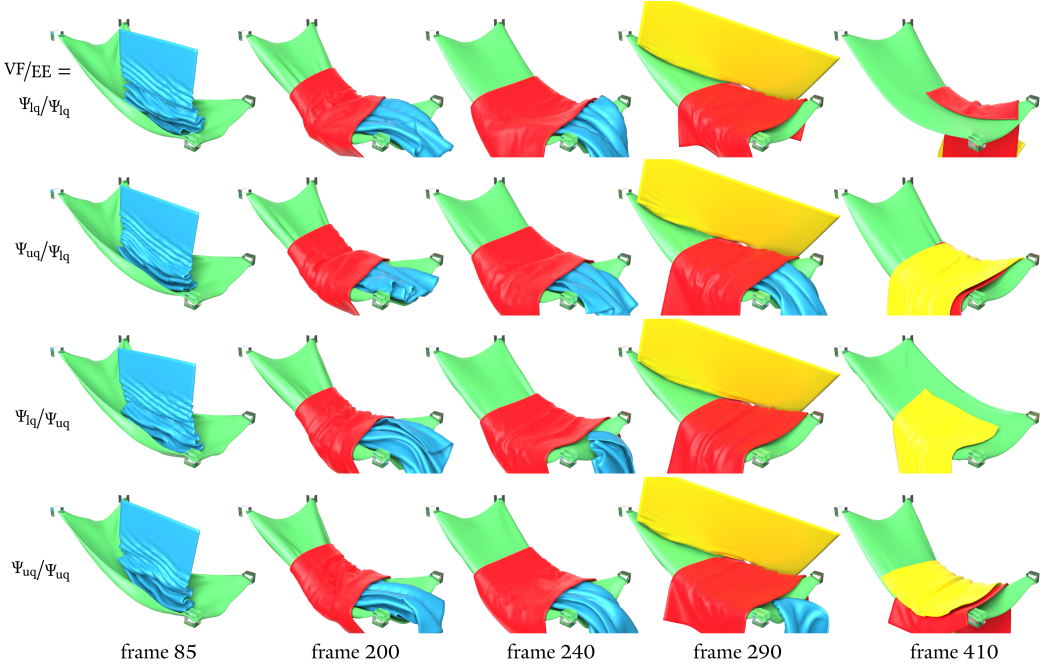 VF/EE =
Ψlq/Ψlq
Ψuq/Ψlq
Ψlq/Ψuq
Ψuq/Ψuq
frame 85 frame 200 frame 240 frame 290 frame 410